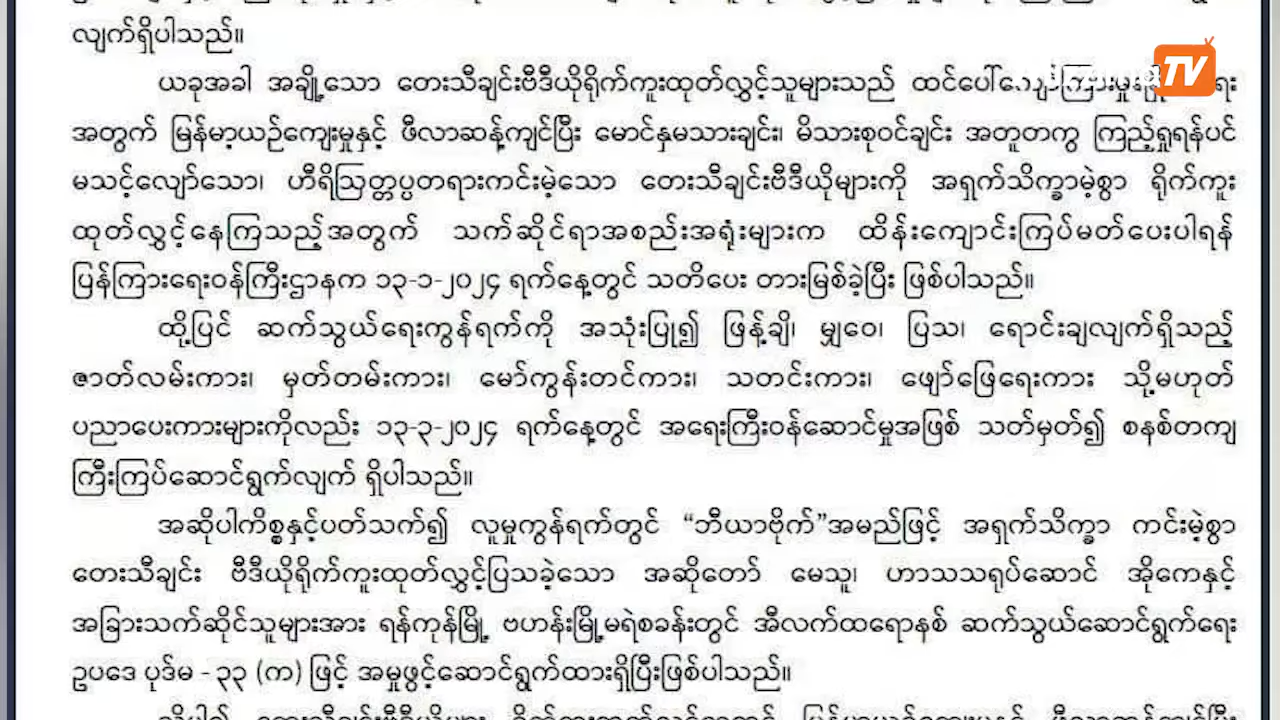 လျက်ရှိပါသည်။
TV
ယခုအခါ အချို့သော တေးသီချင်းဗီဒီယိုရိုက်ကူးထုတ်လွှင့်သူများသည် ထင်ပေါ်ကျော်ကြားမှု
အတွက် မြန်မာ့ယဉ်ကျေးမှုနှင့် ဖီလာဆန့်ကျင်ပြီး မောင်နှမသားချင်း၊ မိသားစုဝင်ချင်း အတူတကွ ကြည့်ရှုရန်ပင်
မသင့်လျော်သော၊ ဟီရိဩတ္တပ္ပတရားကင်းမဲ့သော တေးသီချင်းဗီဒီယိုများကို အရှက်သိက္ခာမဲ့စွာ ရိုက်ကူး
ထုတ်လွှင့်နေကြသည့်အတွက် သက်ဆိုင်ရာအစည်းအရုံးများက ထိန်းကျောင်းကြပ်မတ်ပေးပါရန်
ပြန်ကြားရေးဝန်ကြီးဌာနက ၁၃-၁-၂၀၂၄ ရက်နေ့တွင် သတိပေး တားမြစ်ခဲ့ပြီး ဖြစ်ပါသည်။
ထို့ပြင် ဆက်သွယ်ရေးကွန်ရက်ကို အသုံးပြု၍ ဖြန့်ချိ၊ မျှဝေ၊ ပြသ၊ ရောင်းချလျက်ရှိသည့်
ဇာတ်လမ်းကား၊ မှတ်တမ်းကား၊ မော်ကွန်းတင်ကား၊ သတင်းကား၊ ဖျော်ဖြေရေးကား သို့မဟုတ်
ပညာပေးကားများကိုလည်း ၁၃-၃-၂၀၂၄ ရက်နေ့တွင် အရေးကြီးဝန်ဆောင်မှုအဖြစ် သတ်မှတ်၍ စနစ်တကျ
ကြီးကြပ်ဆောင်ရွက်လျက် ရှိပါသည်။
အဆိုပါကိစ္စနှင့်ပတ်သက်၍ လူမှုကွန်ရက်တွင် “ဘီယာဗိုက်”အမည်ဖြင့် အရှက်သိက္ခာ ကင်းမဲ့စွာ
တေးသီချင်း ဗီဒီယိုရိုက်ကူးထုတ်လွှင့်ပြသခဲ့သော အဆိုတော် မေသူ၊ ဟာသသရုပ်ဆောင် အိုကေနှင့်
အခြားသက်ဆိုင်သူများအား ရန်ကုန်မြို့ ဗဟန်းမြို့မရဲစခန်းတွင် အီလက်ထရောနစ် ဆက်သွယ်ဆောင်ရွက်ရေး
ဥပဒေ ပုဒ်မ - ၃၃ (က) ဖြင့် အမှုဖွင့်ဆောင်ရွက်ထားရှိပြီးဖြစ်ပါသည်။